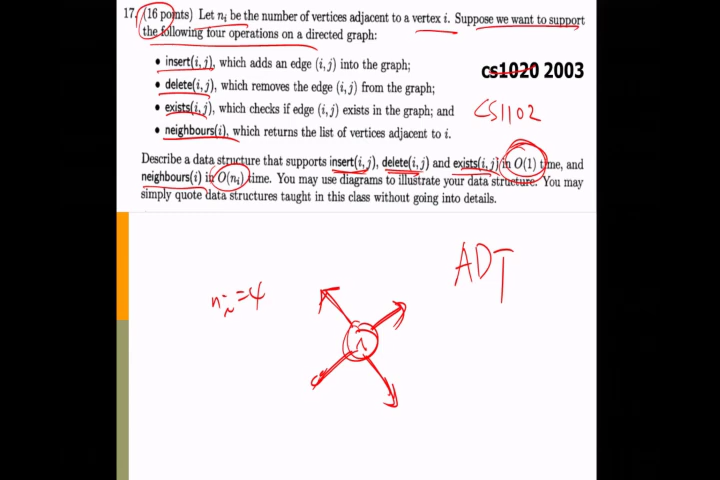 17. (16 points) Let nᵢ be the number of vertices adjacent to a vertex i. Suppose we want to support
the following four operations on a directed graph:
• insert(i, j), which adds an edge (i, j) into the graph;
• delete(i, j), which removes the edge (i, j) from the graph;
• exists(i, j), which checks if edge (i, j) exists in the graph; and
• neighbours(i), which returns the list of vertices adjacent to i.
cs1020 2003
CS1102
Describe a data structure that supports insert(i, j), delete(i, j) and exists(i, j) in O(1) time, and
neighbours(i) in O(nᵢ) time. You may use diagrams to illustrate your data structure. You may
simply quote data structures taught in this class without going into details.
ADT
nᵢ = 4
i